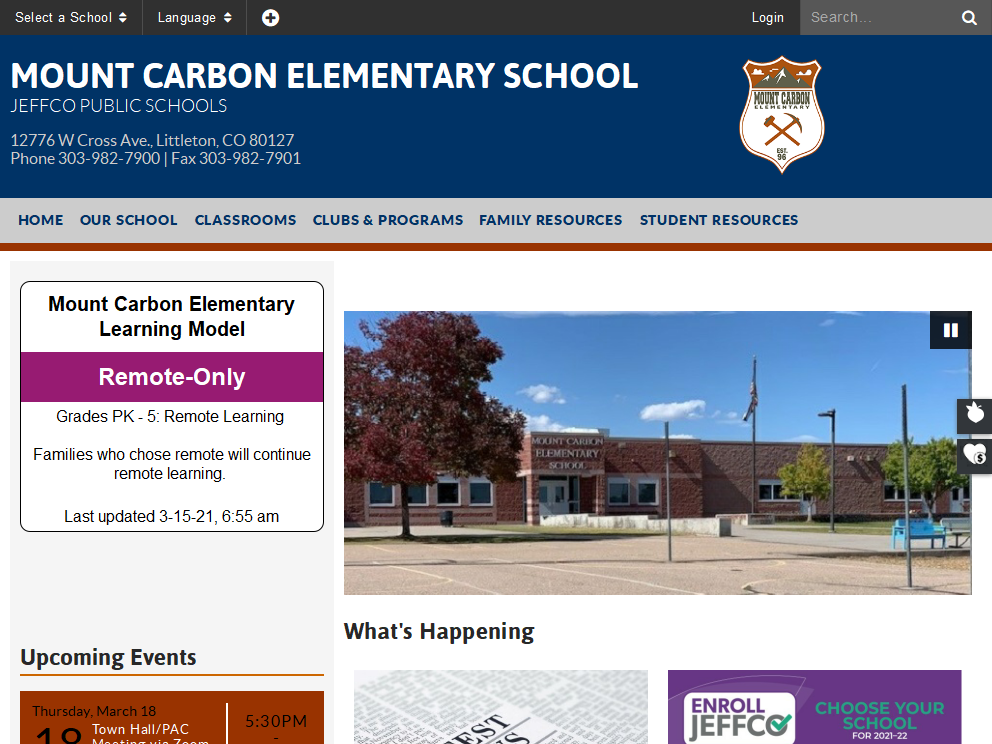 Select a School
Language
Login
Search...
MOUNT CARBON ELEMENTARY SCHOOL
JEFFCO PUBLIC SCHOOLS
12776 W Cross Ave., Littleton, CO 80127
Phone 303-982-7900 | Fax 303-982-7901
MOUNT CARBON
ELEMENTARY
EST.
96
HOME
OUR SCHOOL
CLASSROOMS
CLUBS & PROGRAMS
FAMILY RESOURCES
STUDENT RESOURCES
Mount Carbon Elementary
Learning Model
Remote-Only
Grades PK - 5: Remote Learning
Families who chose remote will continue
remote learning.
Last updated 3-15-21, 6:55 am
MOUNT CARBON
ELEMENTARY
SCHOOL
Upcoming Events
Thursday, March 18
18
Town Hall/PAC
Meeting via Zoom
5:30PM
-
What's Happening
ENROLL
JEFFCO
CHOOSE YOUR
SCHOOL
FOR 2021-22